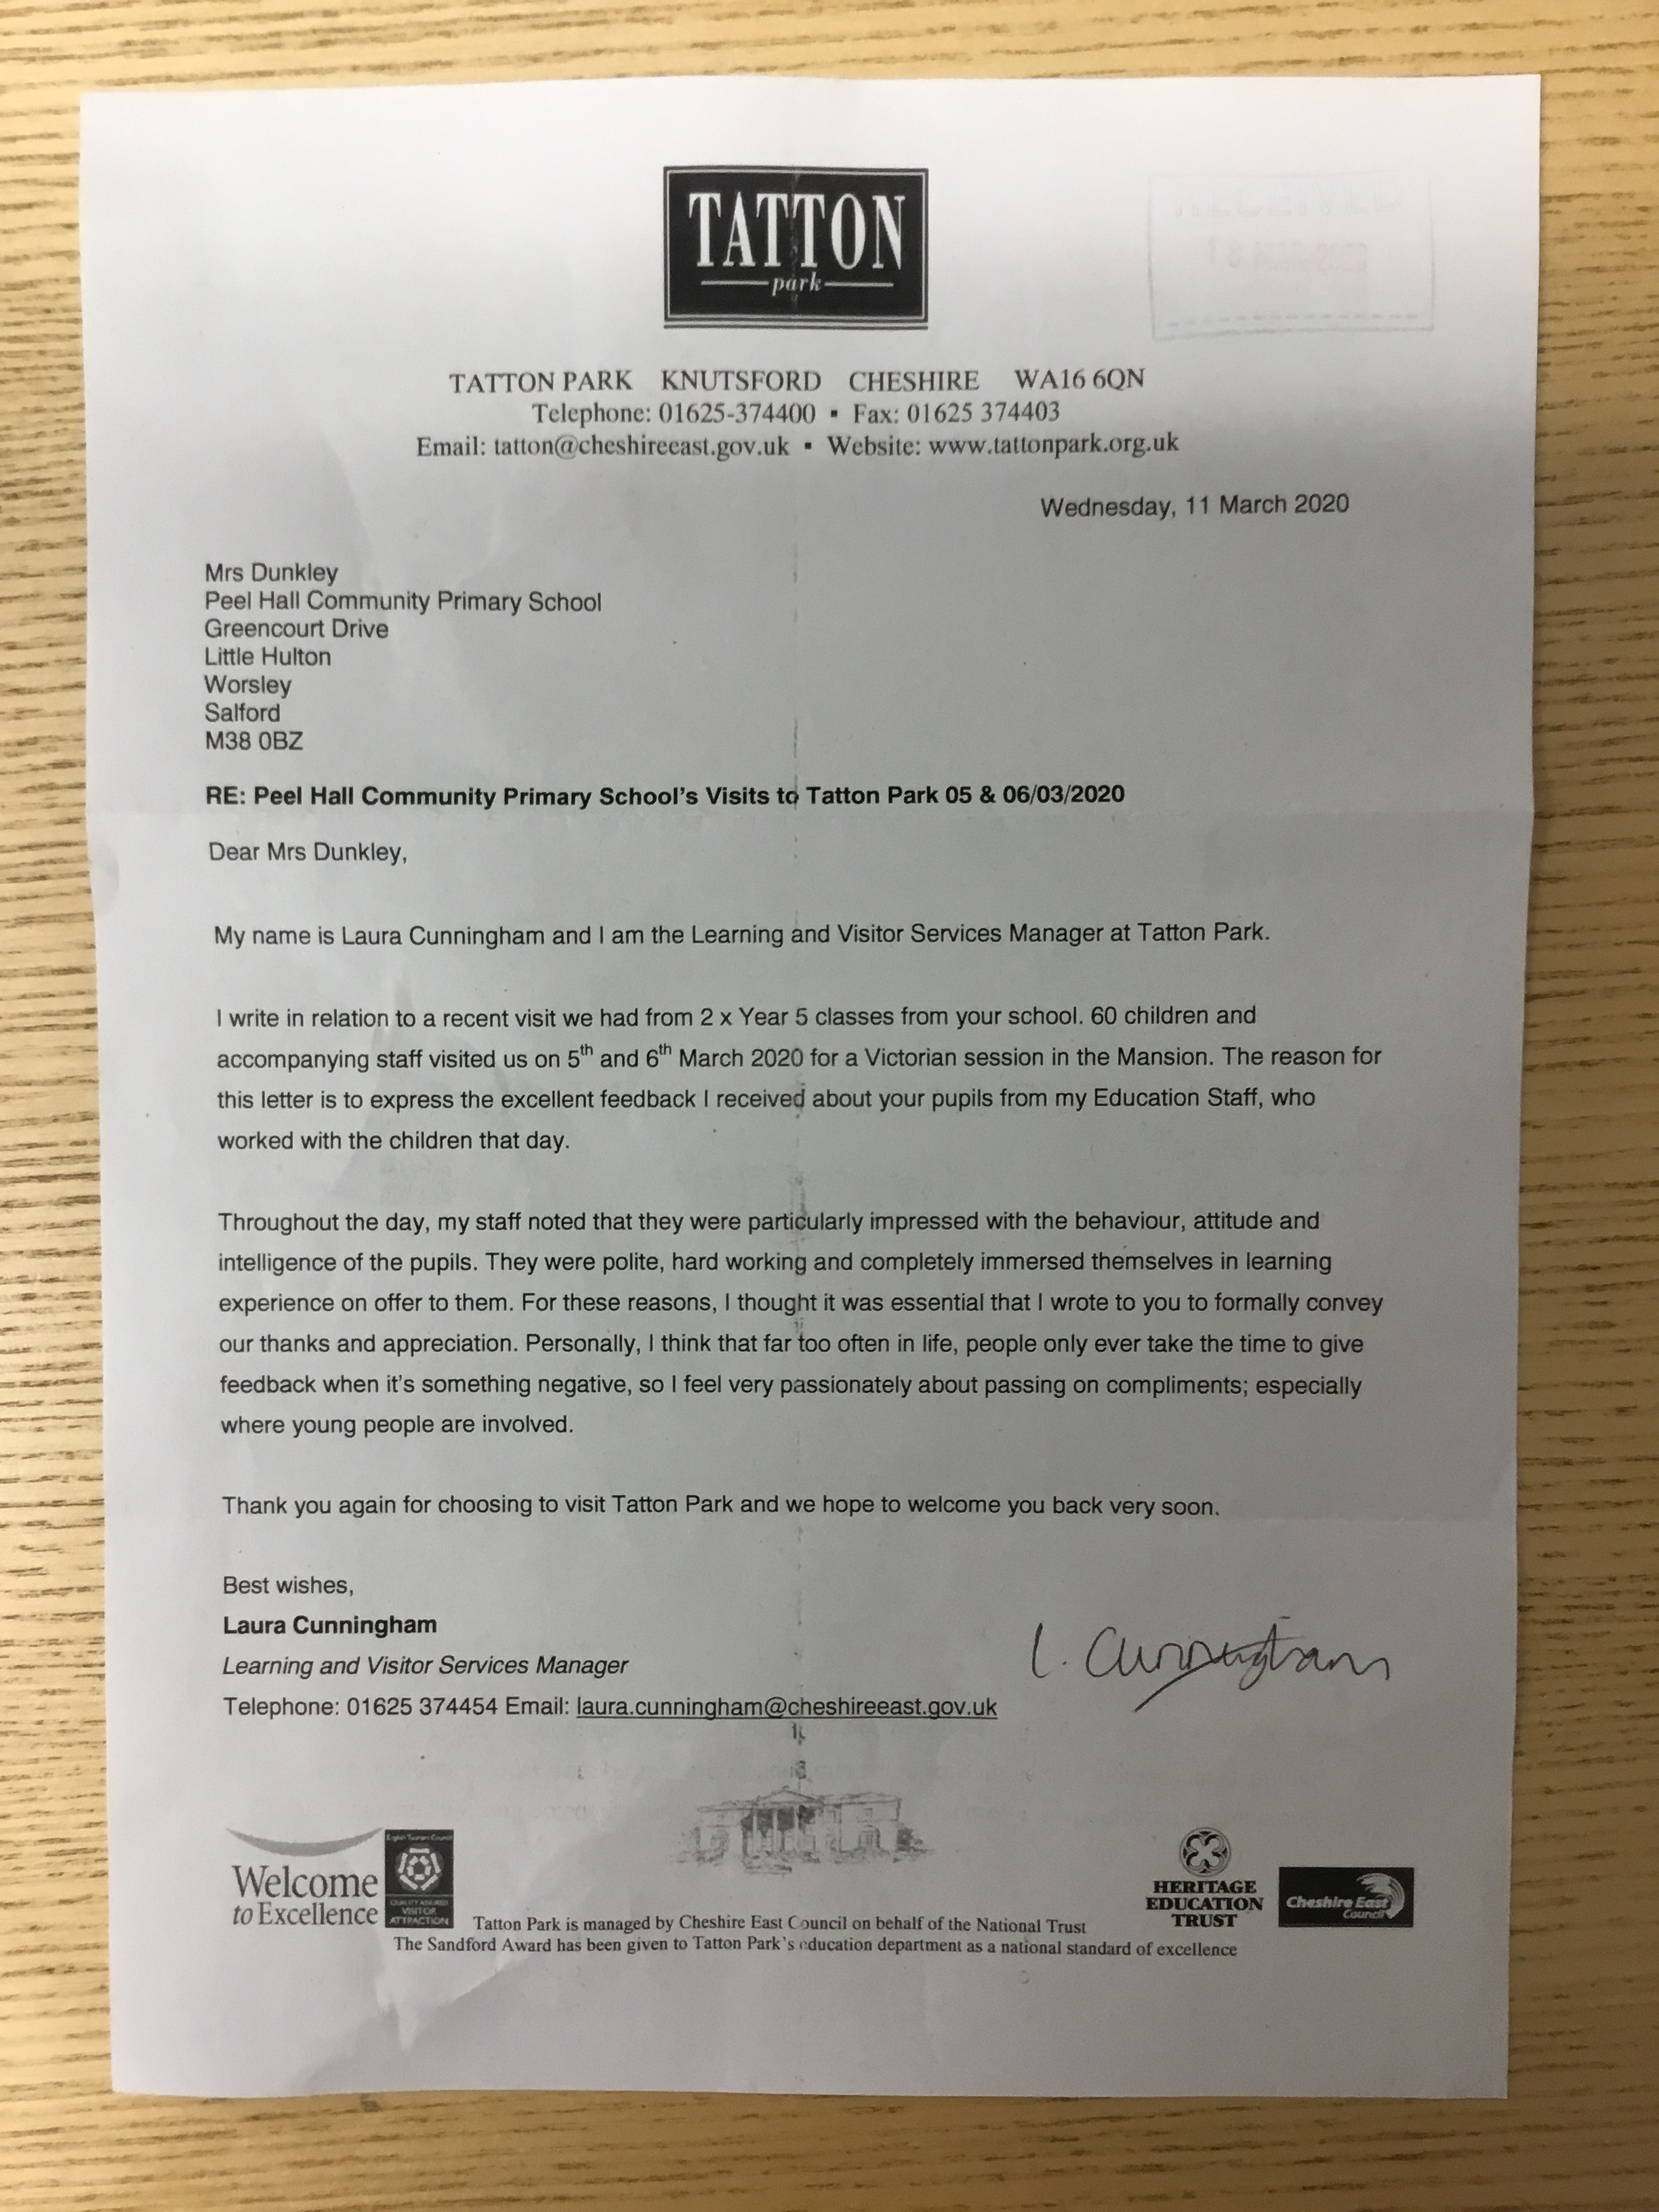 TATTON
park
TATTON PARK KNUTSFORD CHESHIRE WA16 6QN
Telephone: 01625-374400 ▪ Fax: 01625 374403
Email: tatton@cheshireeast.gov.uk ▪ Website: www.tattonpark.org.uk
Wednesday, 11 March 2020
Mrs Dunkley
Peel Hall Community Primary School
Greencourt Drive
Little Hulton
Worsley
Salford
M38 0BZ
RE: Peel Hall Community Primary School's Visits to Tatton Park 05 & 06/03/2020
Dear Mrs Dunkley,
My name is Laura Cunningham and I am the Learning and Visitor Services Manager at Tatton Park.
I write in relation to a recent visit we had from 2 x Year 5 classes from your school. 60 children and
accompanying staff visited us on 5th and 6th March 2020 for a Victorian session in the Mansion. The reason for
this letter is to express the excellent feedback I received about your pupils from my Education Staff, who
worked with the children that day.
Throughout the day, my staff noted that they were particularly impressed with the behaviour, attitude and
intelligence of the pupils. They were polite, hard working and completely immersed themselves in learning
experience on offer to them. For these reasons, I thought it was essential that I wrote to you to formally convey
our thanks and appreciation. Personally, I think that far too often in life, people only ever take the time to give
feedback when it's something negative, so I feel very passionately about passing on compliments; especially
where young people are involved.
Thank you again for choosing to visit Tatton Park and we hope to welcome you back very soon.
Best wishes,
Laura Cunningham
L. Cunningham
Learning and Visitor Services Manager
Telephone: 01625 374454 Email: laura.cunningham@cheshireeast.gov.uk
Welcome
to Excellence
English Tourism Council
QUALITY ASSURED
VISITOR
ATTRACTION
HERITAGE
EDUCATION
TRUST
Cheshire East
Council
Tatton Park is managed by Cheshire East Council on behalf of the National Trust
The Sandford Award has been given to Tatton Park's education department as a national standard of excellence